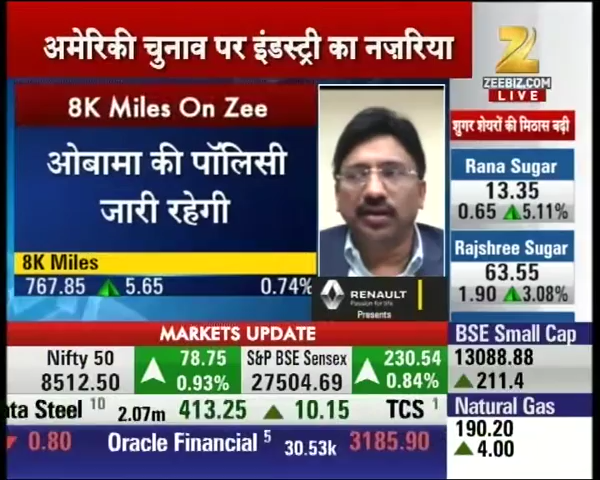 अमेरिकी चुनाव पर इंडस्ट्री का नज़रिया
ZEEBIZ.COM
LIVE
8K Miles On Zee
ओबामा की पॉलिसी
जारी रहेगी
8K Miles
767.85 ▲ 5.65 0.74%
RENAULT
Passion for life
Presents
शुगर शेयरों की मिठास बढ़ी
Rana Sugar
13.35
0.65 ▲ 5.11%
Rajshree Sugar
63.55
1.90 ▲ 3.08%
MARKETS UPDATE
Nifty 50 78.75 S&P BSE Sensex 230.54
8512.50 ▲ 0.93% 27504.69 ▲ 0.84%
BSE Small Cap
13088.88
▲ 211.4
ata Steel 10 2.07m 413.25 ▲ 10.15 TCS 1
▼ 0.80 Oracle Financial 5 30.53k 3185.90
Natural Gas
190.20
▲ 4.00